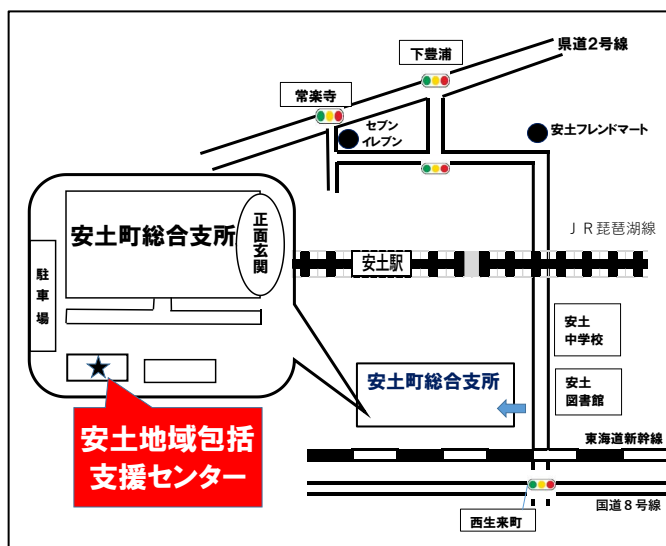 県道2号線
下豊浦
常楽寺
セブン
イレブン
安土フレンドマート
安土町総合支所
正面玄関
駐車場
JR琵琶湖線
安土駅
安土
中学校
安土町総合支所
安土
図書館
安土地域包括
支援センター
東海道新幹線
国道8号線
西生来町